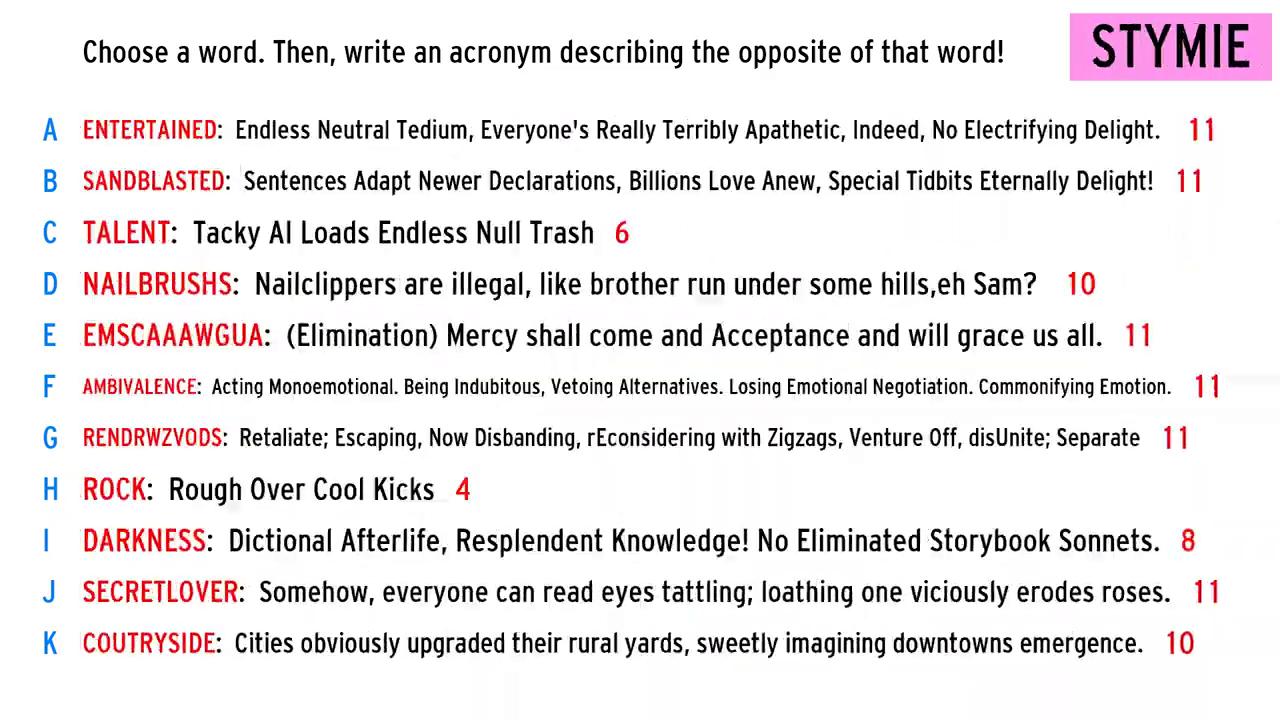 Choose a word. Then, write an acronym describing the opposite of that word!
STYMIE
A ENTERTAINED: Endless Neutral Tedium, Everyone's Really Terribly Apathetic, Indeed, No Electrifying Delight. 11
B SANDBLASTED: Sentences Adapt Newer Declarations, Billions Love Anew, Special Tidbits Eternally Delight! 11
C TALENT: Tacky AI Loads Endless Null Trash 6
D NAILBRUSHS: Nailclippers are illegal, like brother run under some hills,eh Sam? 10
E EMSCAAAWGUA: (Elimination) Mercy shall come and Acceptance and will grace us all. 11
F AMBIVALENCE: Acting Monoemotional. Being Indubitous, Vetoing Alternatives. Losing Emotional Negotiation. Commonifying Emotion. 11
G RENDRWZVODS: Retaliate; Escaping, Now Disbanding, rEconsidering with Zigzags, Venture Off, disUnite; Separate 11
H ROCK: Rough Over Cool Kicks 4
I DARKNESS: Dictional Afterlife, Resplendent Knowledge! No Eliminated Storybook Sonnets. 8
J SECRETLOVER: Somehow, everyone can read eyes tattling; loathing one viciously erodes roses. 11
K COUTRYSIDE: Cities obviously upgraded their rural yards, sweetly imagining downtowns emergence. 10